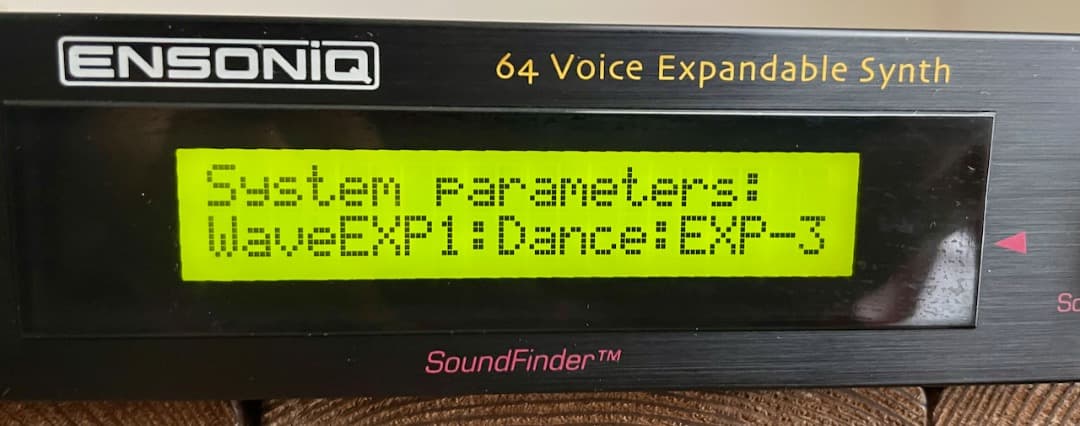 ENSONIQ
64 Voice Expandable Synth
System parameters:
WaveEXP1:Dance:EXP-3
SoundFinder™